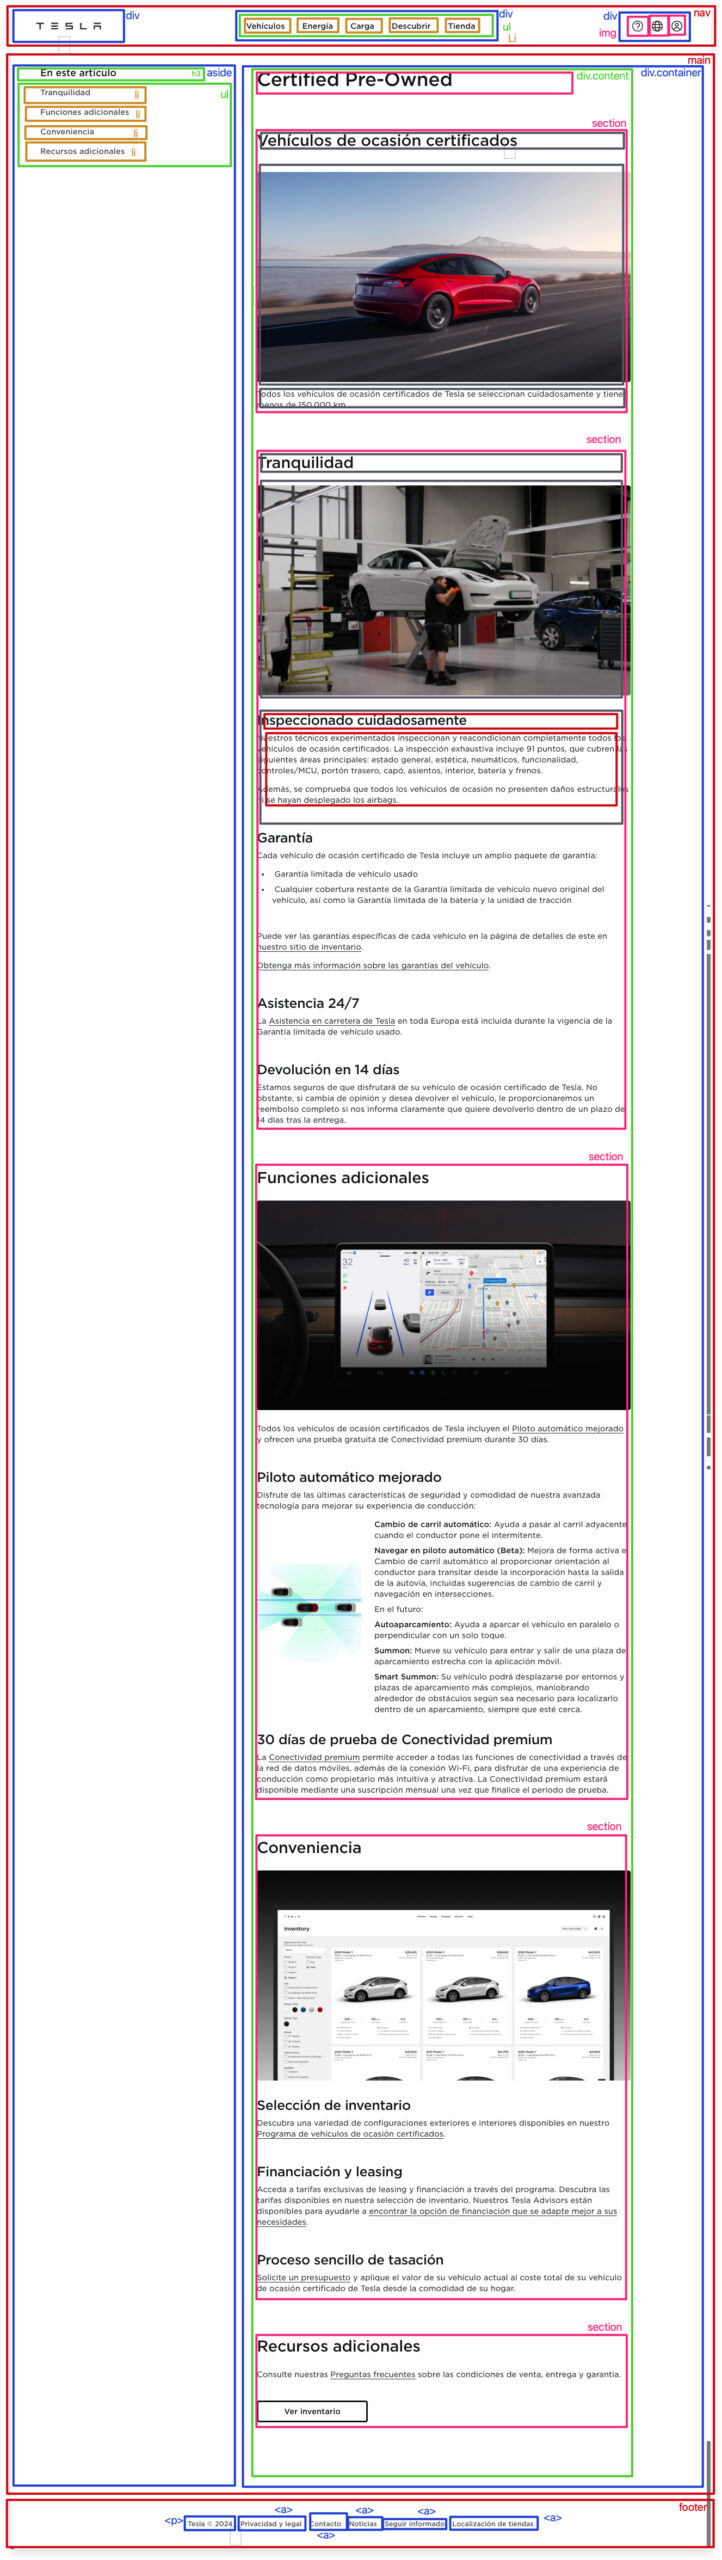 TESLA
div
Vehículos Energía Carga Descubrir Tienda
div
ul
Li
div
img
nav
main
En este artículo
h3
aside
ul
Tranquilidad
li
Funciones adicionales
li
Conveniencia
li
Recursos adicionales
li
div.content
div.container
Certified Pre-Owned
section
Vehículos de ocasión certificados
Todos los vehículos de ocasión certificados de Tesla se seleccionan cuidadosamente y tiene
menos de 150.000 km
section
Tranquilidad
Inspeccionado cuidadosamente
Nuestros técnicos experimentados inspeccionan y reacondicionan completamente todos los
vehículos de ocasión certificados. La inspección exhaustiva incluye 91 puntos, que cubren las
siguientes áreas principales: estado general, estética, neumáticos, funcionalidad,
controles/MCU, portón trasero, capó, asientos, interior, batería y frenos.
Además, se comprueba que todos los vehículos de ocasión no presenten daños estructurales
ni se hayan desplegado los airbags.
Garantía
Cada vehículo de ocasión certificado de Tesla incluye un amplio paquete de garantía:
• Garantía limitada de vehículo usado
• Cualquier cobertura restante de la Garantía limitada de vehículo nuevo original del
vehículo, así como la Garantía limitada de la batería y la unidad de tracción
Puede ver las garantías específicas de cada vehículo en la página de detalles de este en
nuestro sitio de inventario.
Obtenga más información sobre las garantías del vehículo.
Asistencia 24/7
La Asistencia en carretera de Tesla en toda Europa está incluida durante la vigencia de la
Garantía limitada de vehículo usado.
Devolución en 14 días
Estamos seguros de que disfrutará de su vehículo de ocasión certificado de Tesla. No
obstante, si cambia de opinión y desea devolver el vehículo, le proporcionaremos un
reembolso completo si nos informa claramente que quiere devolverlo dentro de un plazo de
14 días tras la entrega.
section
Funciones adicionales
32
Todos los vehículos de ocasión certificados de Tesla incluyen el Piloto automático mejorado
y ofrecen una prueba gratuita de Conectividad premium durante 30 días.
Piloto automático mejorado
Disfrute de las últimas características de seguridad y comodidad de nuestra avanzada
tecnología para mejorar su experiencia de conducción:
Cambio de carril automático: Ayuda a pasar al carril adyacente
cuando el conductor pone el intermitente.
Navegar en piloto automático (Beta): Mejora de forma activa e
Cambio de carril automático al proporcionar orientación al
conductor para transitar desde la incorporación hasta la salida
de la autovía, incluidas sugerencias de cambio de carril y
navegación en intersecciones.
En el futuro:
Autoaparcamiento: Ayuda a aparcar el vehículo en paralelo o
perpendicular con un solo toque.
Summon: Mueve su vehículo para entrar y salir de una plaza de
aparcamiento estrecha con la aplicación móvil.
Smart Summon: Su vehículo podrá desplazarse por entornos y
plazas de aparcamiento más complejos, maniobrando
alrededor de obstáculos según sea necesario para localizarlo
dentro de un aparcamiento, siempre que esté cerca.
30 días de prueba de Conectividad premium
La Conectividad premium permite acceder a todas las funciones de conectividad a través de
la red de datos móviles, además de la conexión Wi-Fi, para disfrutar de una experiencia de
conducción como propietario más intuitiva y atractiva. La Conectividad premium estará
disponible mediante una suscripción mensual una vez que finalice el periodo de prueba.
section
Conveniencia
Inventory
Selección de inventario
Descubra una variedad de configuraciones exteriores e interiores disponibles en nuestro
Programa de vehículos de ocasión certificados.
Financiación y leasing
Acceda a tarifas exclusivas de leasing y financiación a través del programa. Descubra las
tarifas disponibles en nuestra selección de inventario. Nuestros Tesla Advisors están
disponibles para ayudarle a encontrar la opción de financiación que se adapte mejor a sus
necesidades.
Proceso sencillo de tasación
Solicite un presupuesto y aplique el valor de su vehículo actual al coste total de su vehículo
de ocasión certificado de Tesla desde la comodidad de su hogar.
section
Recursos adicionales
Consulte nuestras Preguntas frecuentes sobre las condiciones de venta, entrega y garantía.
Ver inventario
footer
<a> <a> <a>
<p> Tesla © 2024 Privacidad y legal Contacto Noticias Seguir informado Localización de tiendas <a>
<a>